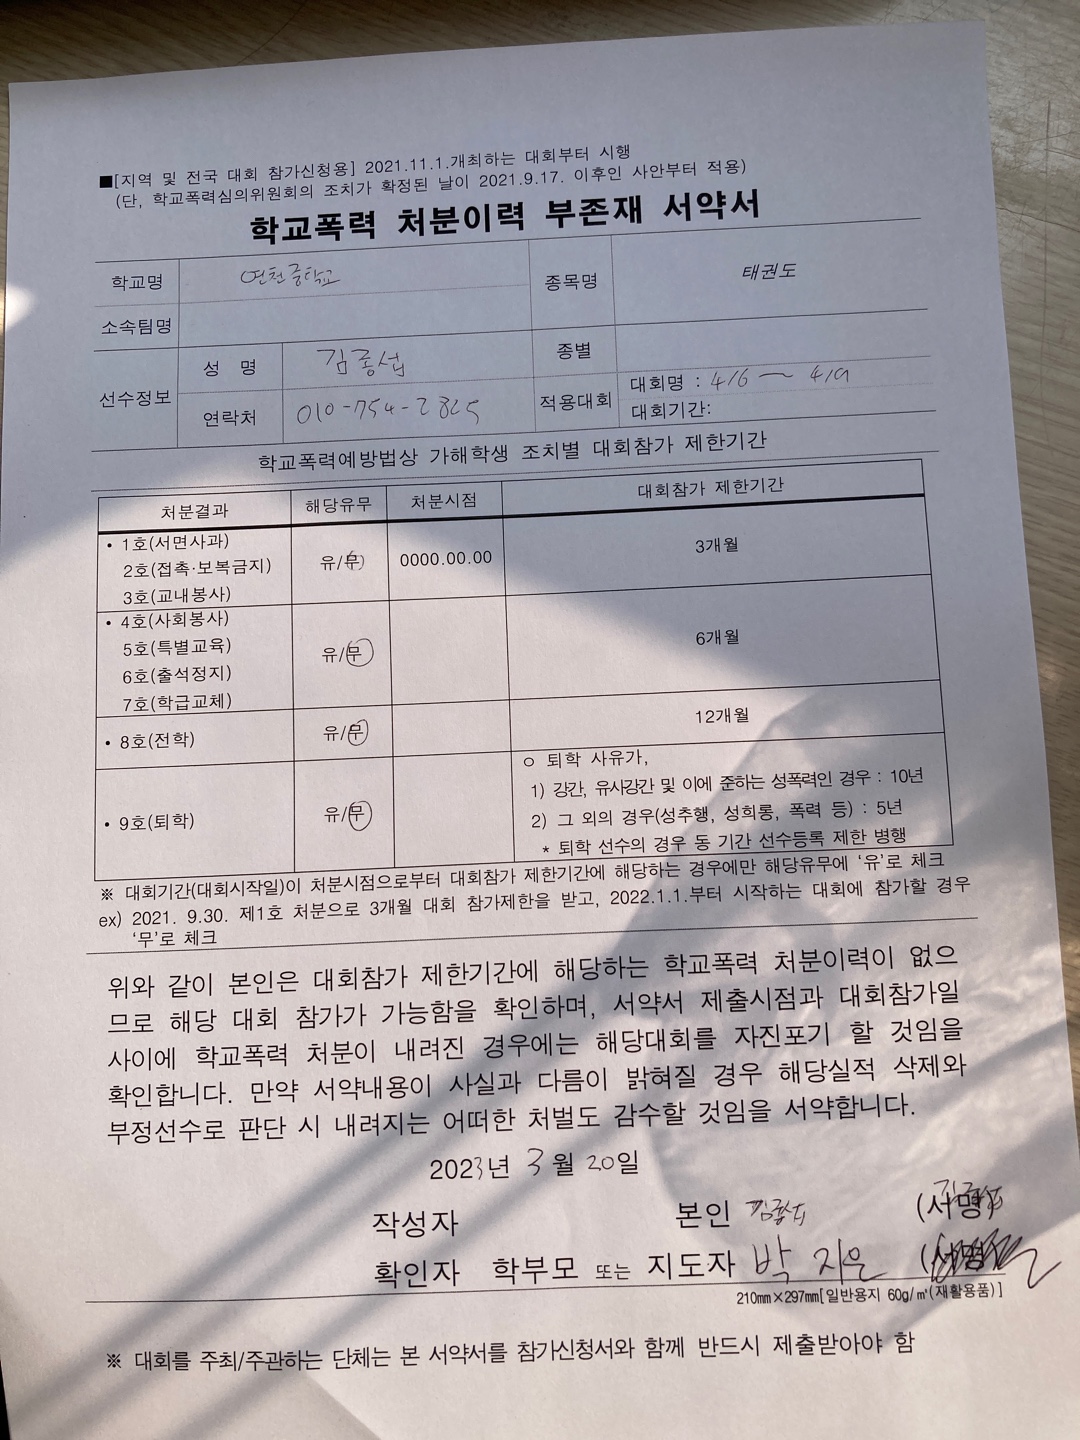 ■[지역 및 전국 대회 참가신청용] 2021.11.1.개최하는 대회부터 시행
(단, 학교폭력심의위원회의 조치가 확정된 날이 2021.9.17. 이후인 사안부터 적용)
학교폭력 처분이력 부존재 서약서
학교명 연천중학교 종목명 태권도
소속팀명
선수정보 성 명 김종섭 종별
연락처 010-754-2825 적용대회 대회명 : 4/6 ~ 4/9
대회기간:
학교폭력예방법상 가해학생 조치별 대회참가 제한기간
처분결과 해당유무 처분시점 대회참가 제한기간
• 1호(서면사과)
2호(접촉·보복금지) 유/무 0000.00.00 3개월
3호(교내봉사)
• 4호(사회봉사)
5호(특별교육) 유/무 6개월
6호(출석정지)
7호(학급교체)
• 8호(전학) 유/무 12개월
• 9호(퇴학) 유/무
○ 퇴학 사유가,
1) 강간, 유사강간 및 이에 준하는 성폭력인 경우 : 10년
2) 그 외의 경우(성추행, 성희롱, 폭력 등) : 5년
* 퇴학 선수의 경우 동 기간 선수등록 제한 병행
※ 대회기간(대회시작일)이 처분시점으로부터 대회참가 제한기간에 해당하는 경우에만 해당유무에 '유'로 체크
ex) 2021. 9.30. 제1호 처분으로 3개월 대회 참가제한을 받고, 2022.1.1.부터 시작하는 대회에 참가할 경우
'무'로 체크
위와 같이 본인은 대회참가 제한기간에 해당하는 학교폭력 처분이력이 없으
므로 해당 대회 참가가 가능함을 확인하며, 서약서 제출시점과 대회참가일
사이에 학교폭력 처분이 내려진 경우에는 해당대회를 자진포기 할 것임을
확인합니다. 만약 서약내용이 사실과 다름이 밝혀질 경우 해당실적 삭제와
부정선수로 판단 시 내려지는 어떠한 처벌도 감수할 것임을 서약합니다.
2023년 3월 20일
작성자 본인 김종섭 (서명)
확인자 학부모 또는 지도자 박지은 (서명)
210㎜×297㎜[일반용지 60g/㎡(재활용품)]
※ 대회를 주최/주관하는 단체는 본 서약서를 참가신청서와 함께 반드시 제출받아야 함